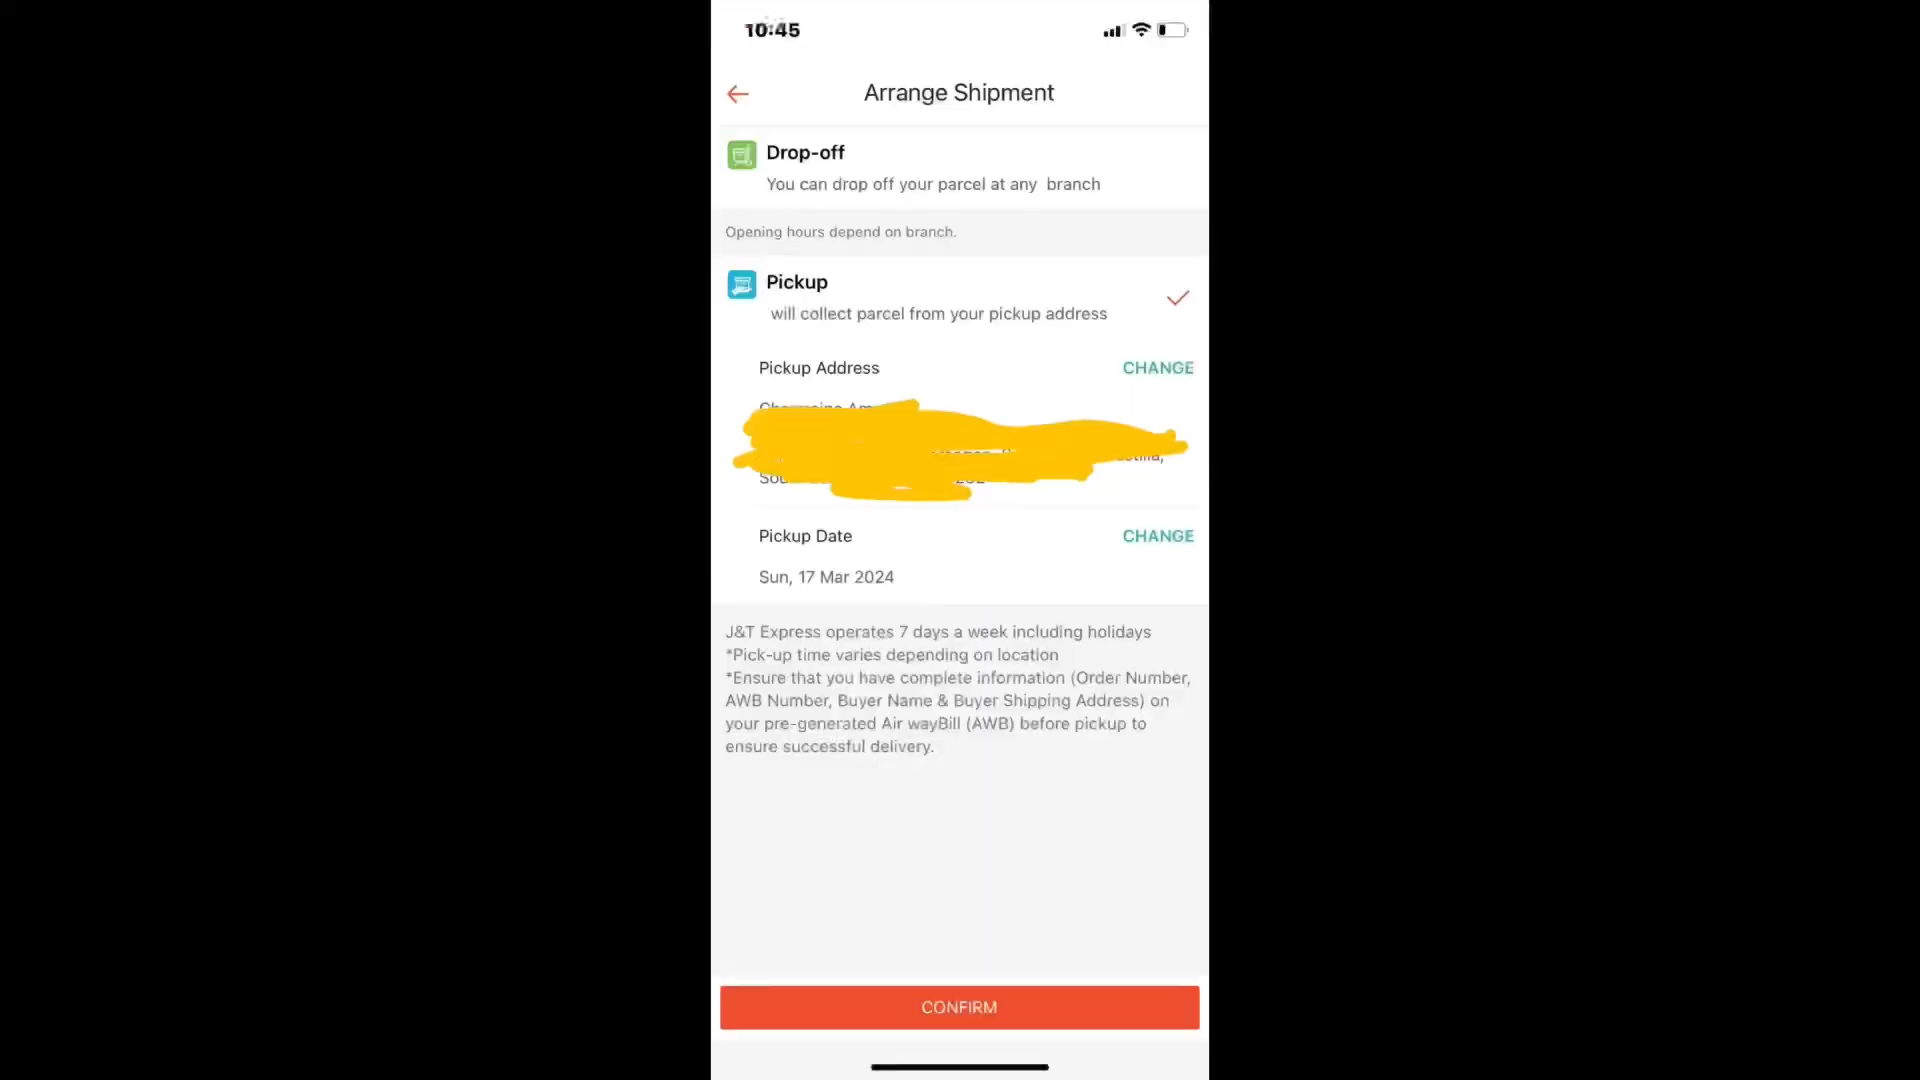 10:45
Arrange Shipment
Drop-off
You can drop off your parcel at any branch
Opening hours depend on branch.
Pickup
will collect parcel from your pickup address
Pickup Address
CHANGE
Pickup Date
CHANGE
Sun, 17 Mar 2024
J&T Express operates 7 days a week including holidays
*Pick-up time varies depending on location
*Ensure that you have complete information (Order Number,
AWB Number, Buyer Name & Buyer Shipping Address) on
your pre-generated Air wayBill (AWB) before pickup to
ensure successful delivery.
CONFIRM